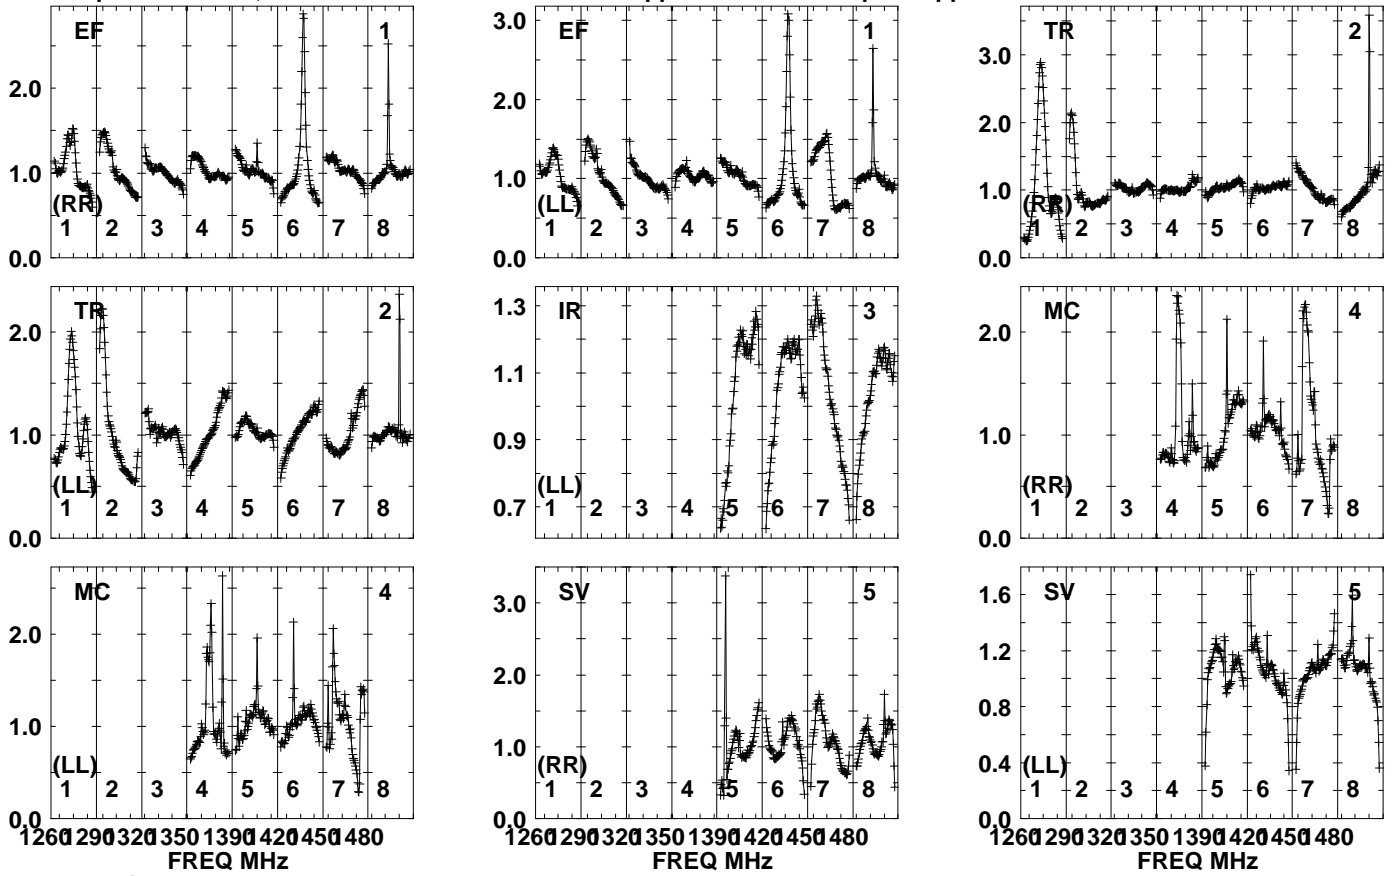 EF 1
2.0
1.0
(RR)
1 2 3 4 5 6 7 8
0.0
EF 1
3.0
2.0
1.0
(LL)
1 2 3 4 5 6 7 8
0.0
TR 2
3.0
2.0
1.0
(RR)
1 2 3 4 5 6 7 8
0.0
TR 2
2.0
1.0
(LL)
1 2 3 4 5 6 7 8
0.0
IR 3
1.3
1.1
0.9
0.7
(LL)
1 2 3 4 5 6 7 8
MC 4
2.0
1.0
(RR)
1 2 3 4 5 6 7 8
0.0
MC 4
2.0
1.0
(LL)
1 2 3 4 5 6 7 8
0.0
1260 1290 1320 1350 1390 1420 1450 1480
FREQ MHz
SV 5
3.0
2.0
1.0
(RR)
1 2 3 4 5 6 7 8
0.0
1260 1290 1320 1350 1390 1420 1450 1480
FREQ MHz
SV 5
1.6
1.2
0.8
0.4
(LL)
1 2 3 4 5 6 7 8
0.0
1260 1290 1320 1350 1390 1420 1450 1480
FREQ MHz